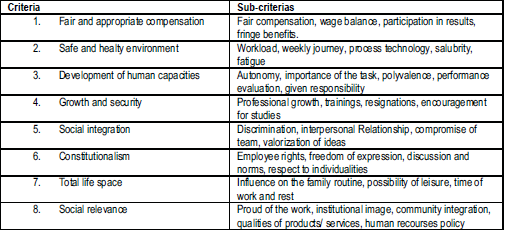 Criteria Sub-criterias
1. Fair and appropriate compensation Fair compensation, wage balance, participation in results,
fringe benefits.
2. Safe and healty environment Workload, weekly journey, process technology, salubrity,
fatigue
3. Development of human capacities Autonomy, importance of the task, polyvalence, performance
evaluation, given responsibility
4. Growth and security Professional growth, trainings, resignations, encouragement
for studies
5. Social integration Discrimination, interpersonal Relationship, compromise of
team, valorization of ideas
6. Constitutionalism Employee rights, freedom of expression, discussion and
norms, respect to individualities
7. Total life space Influence on the family routine, possibility of leisure, time of
work and rest
8. Social relevance Proud of the work, institutional image, community integration,
qualities of products/ services, human recourses policy